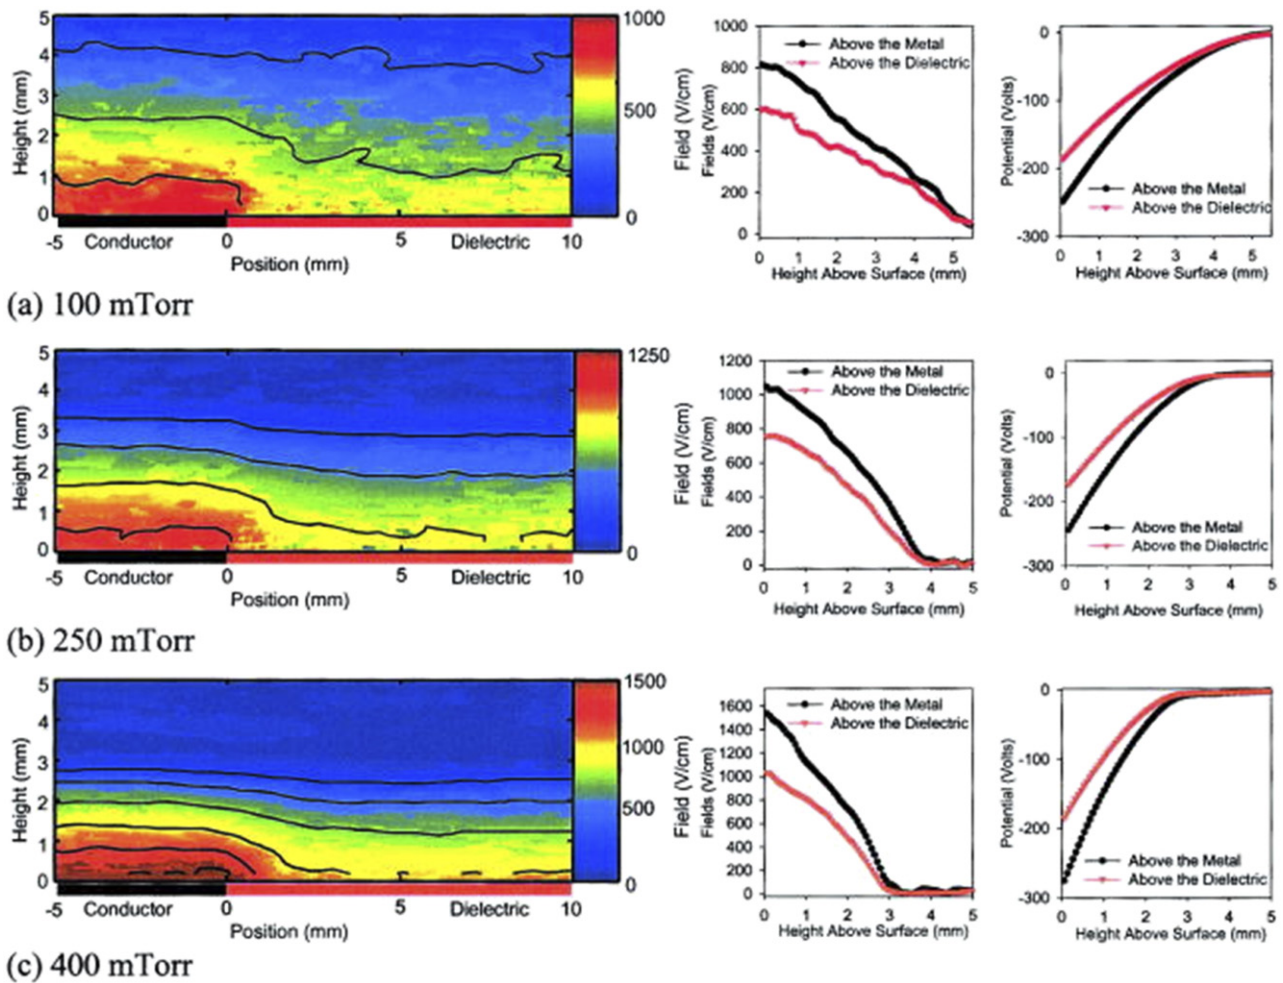 5
4
3
2
1
0
Height (mm)
-5 Conductor 0 5 Dielectric 10
Position (mm)
1000
500
0
Field (V/cm)
1000
800
600
400
200
0
Fields (V/cm)
Above the Metal
Above the Dielectric
0 1 2 3 4 5
Height Above Surface (mm)
0
-100
-200
-300
Potential (Volts)
Above the Metal
Above the Dielectric
0 1 2 3 4 5
Height Above Surface (mm)
(a) 100 mTorr
5
4
3
2
1
0
Height (mm)
-5 Conductor 0 5 Dielectric 10
Position (mm)
1250
0
Field (V/cm)
1200
1000
800
600
400
200
0
Fields (V/cm)
Above the Metal
Above the Dielectric
0 1 2 3 4 5
Height Above Surface (mm)
0
-100
-200
-300
Potential (Volts)
Above the Metal
Above the Dielectric
0 1 2 3 4 5
Height Above Surface (mm)
(b) 250 mTorr
5
4
3
2
1
0
Height (mm)
-5 Conductor 0 5 Dielectric 10
Position (mm)
1500
1000
500
0
Field (V/cm)
1600
1400
1200
1000
800
600
400
200
0
Fields (V/cm)
Above the Metal
Above the Dielectric
0 1 2 3 4 5
Height Above Surface (mm)
0
-100
-200
-300
Potential (Volts)
Above the Metal
Above the Dielectric
0 1 2 3 4 5
Height Above Surface (mm)
(c) 400 mTorr